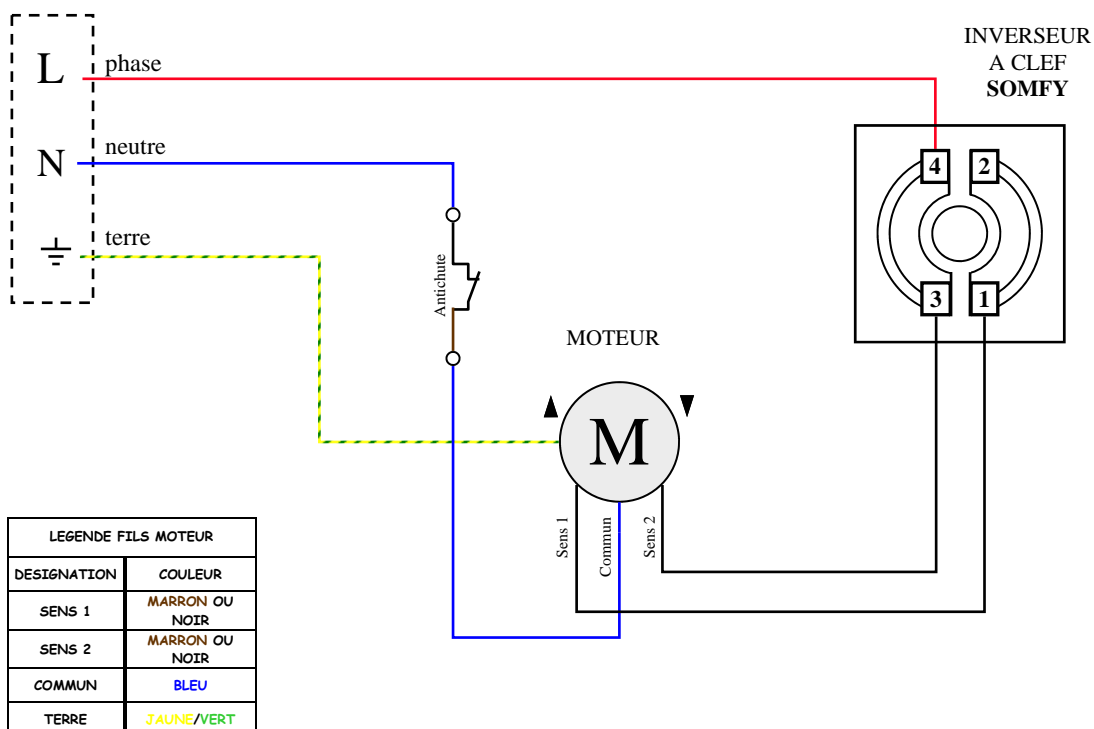 INVERSEUR
A CLEF
SOMFY
L
phase
N
neutre
terre
4
2
3
1
Antichute
MOTEUR
M
Sens 1
Commun
Sens 2
LEGENDE FILS MOTEUR
DESIGNATION COULEUR
SENS 1 MARRON OU
NOIR
SENS 2 MARRON OU
NOIR
COMMUN BLEU
TERRE JAUNE/VERT